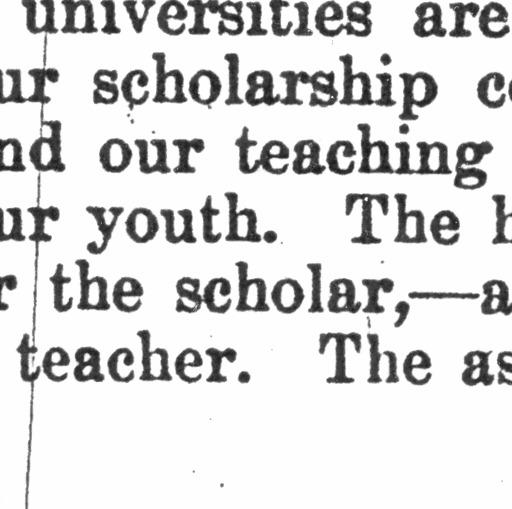 universities are
ur scholarship c
nd our teaching
ur youth. The h
r the scholar,—a
teacher. The as